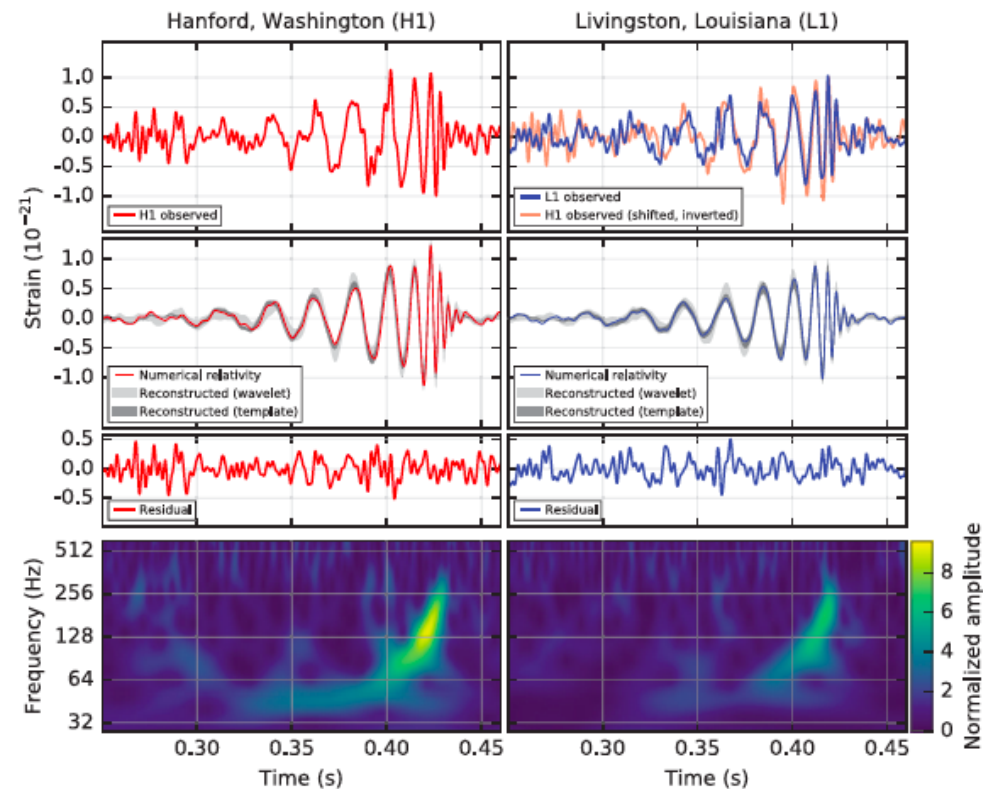 Hanford, Washington (H1)
Livingston, Louisiana (L1)
Strain (10⁻²¹)
1.0
0.5
0.0
-0.5
-1.0
H1 observed
L1 observed
H1 observed (shifted, inverted)
1.0
0.5
0.0
-0.5
-1.0
Numerical relativity
Reconstructed (wavelet)
Reconstructed (template)
Numerical relativity
Reconstructed (wavelet)
Reconstructed (template)
0.5
0.0
-0.5
Residual
Residual
Frequency (Hz)
512
256
128
64
32
0.30
0.35
0.40
0.45
Time (s)
0.30
0.35
0.40
0.45
Time (s)
Normalized amplitude
8
6
4
2
0